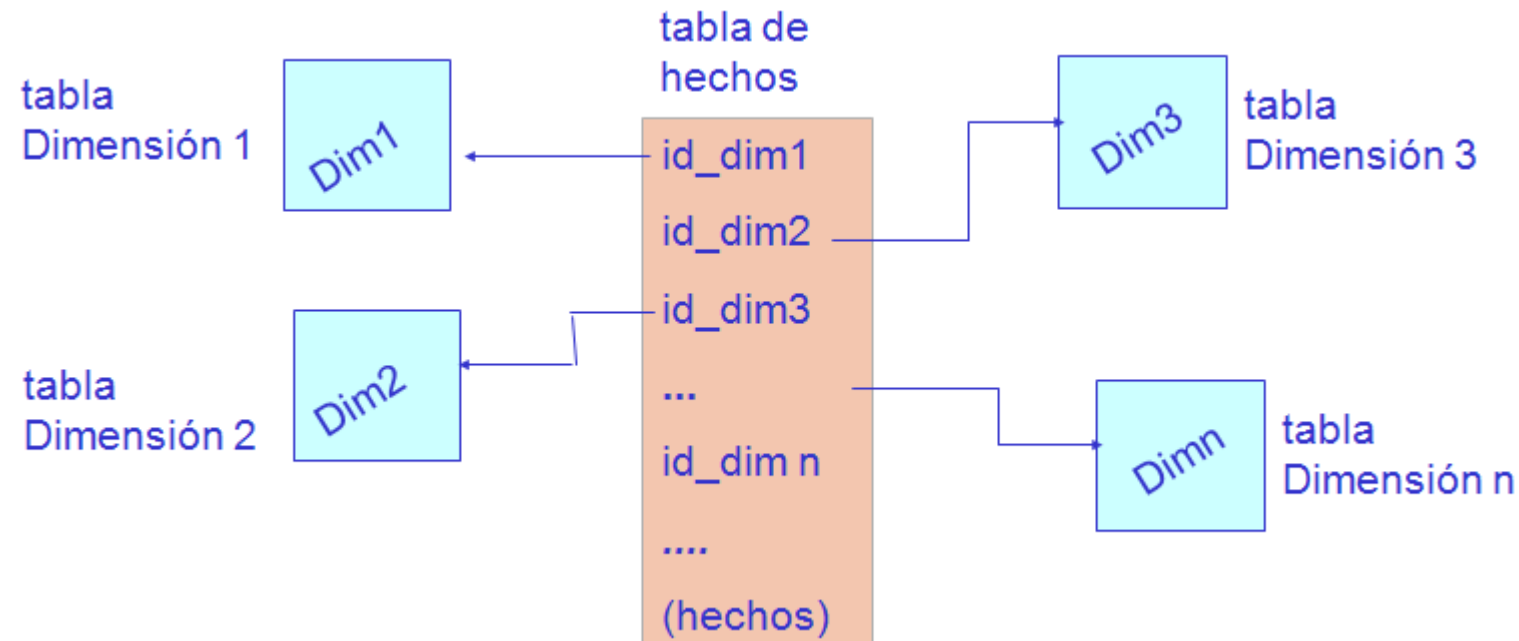 tabla
Dimensión 1
Dim1
tabla
Dimensión 2
Dim2
tabla de
hechos
id_dim1
id_dim2
id_dim3
...
id_dim n
....
(hechos)
Dim3
tabla
Dimensión 3
Dimn
tabla
Dimensión n